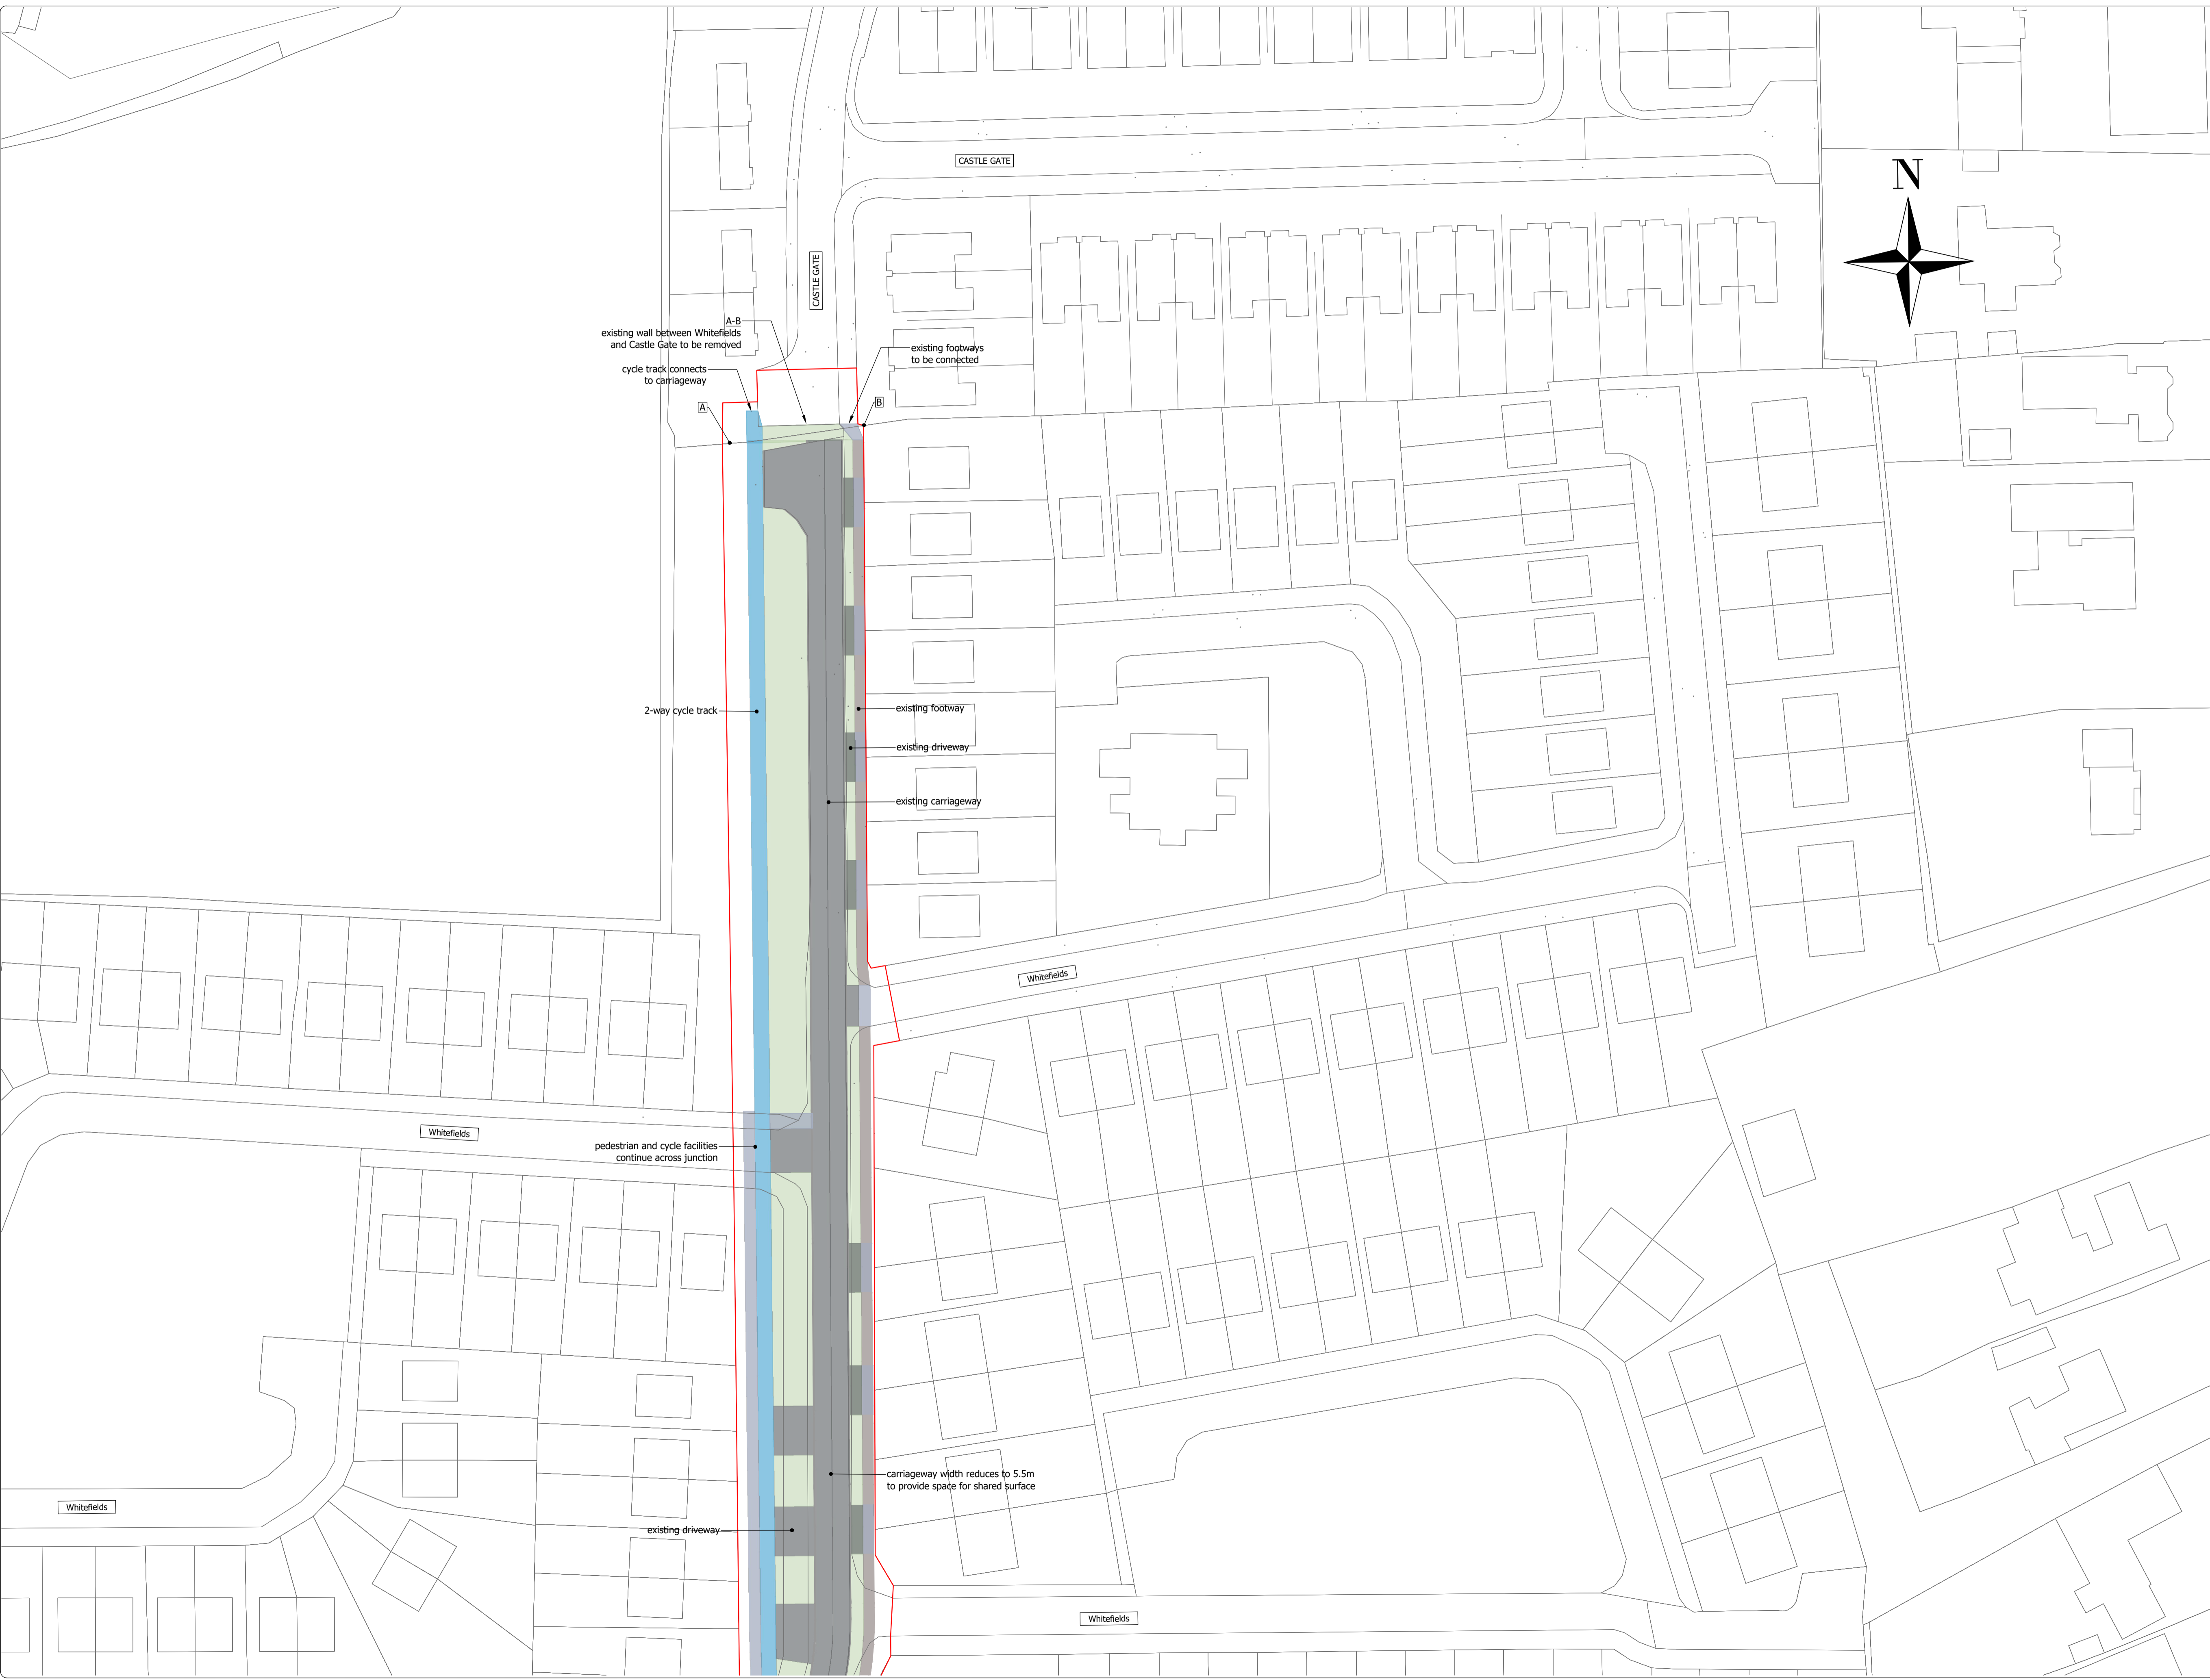 CASTLE GATE
N
CASTLE GATE
A-B
existing wall between Whitefields
and Castle Gate to be removed
existing footways
to be connected
cycle track connects
to carriageway
A
B
2-way cycle track
existing footway
existing driveway
existing carriageway
Whitefields
Whitefields
pedestrian and cycle facilities
continue across junction
carriageway width reduces to 5.5m
to provide space for shared surface
Whitefields
existing driveway
Whitefields